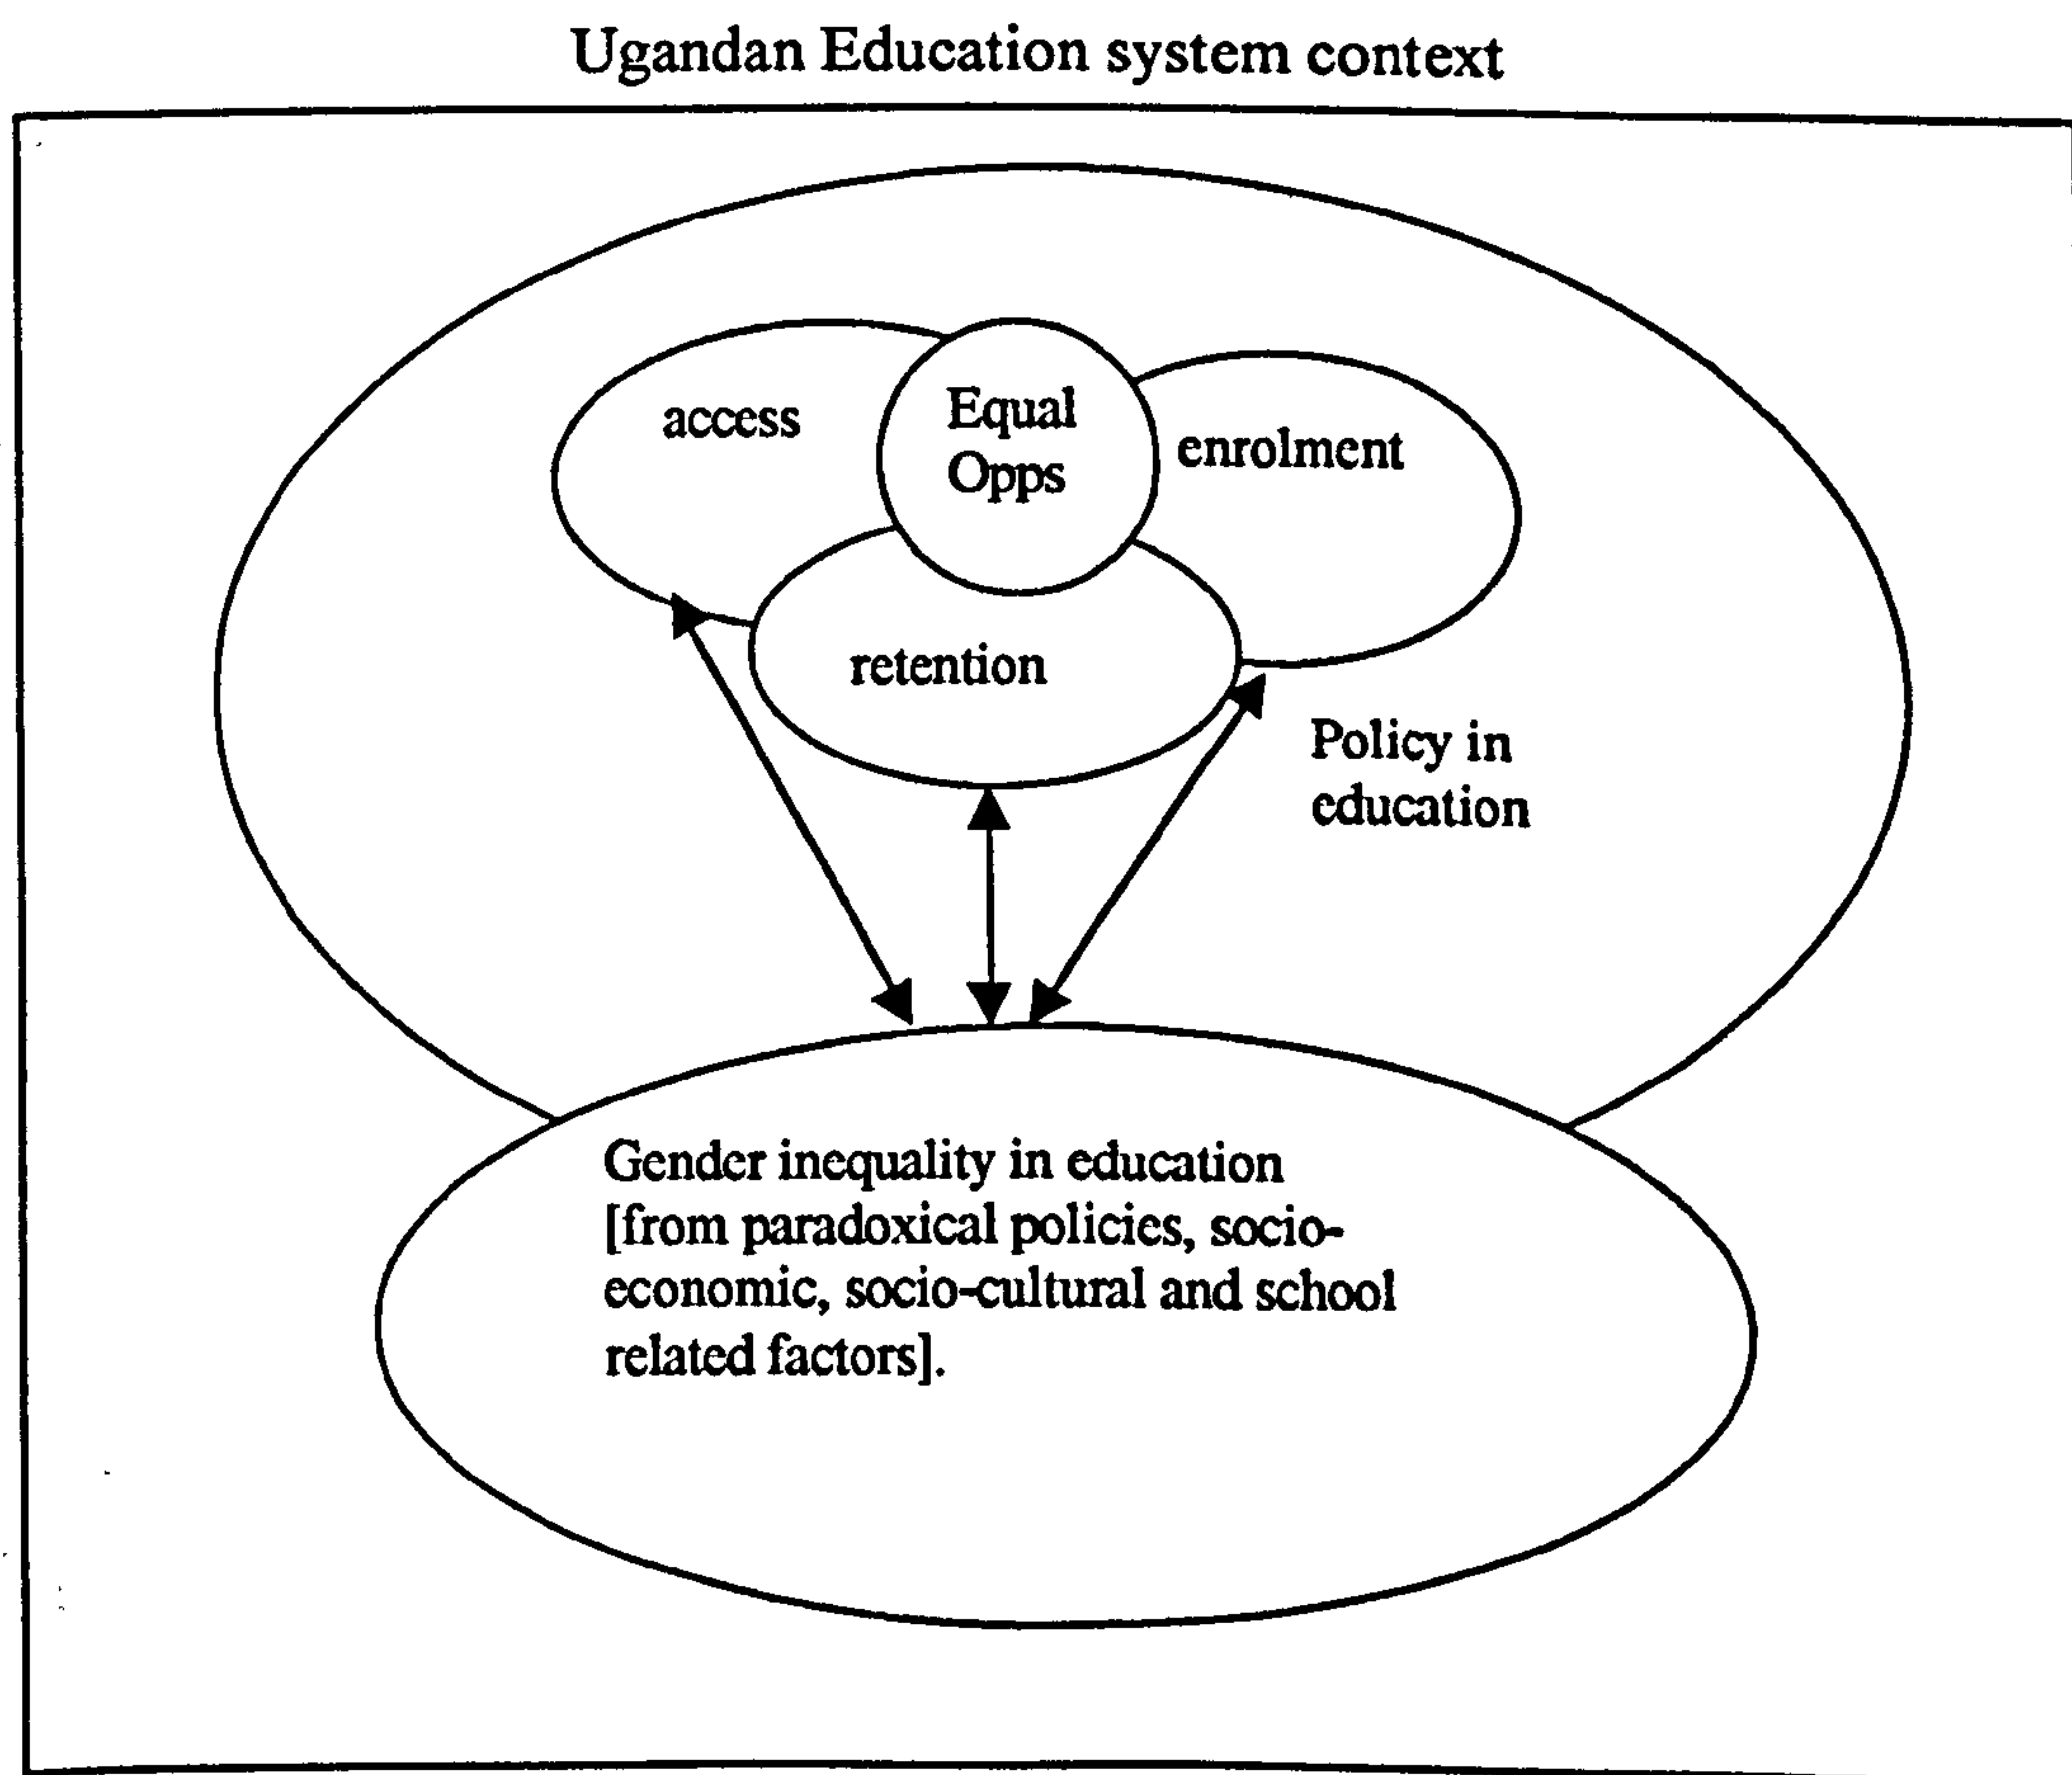 Ugandan Education system context
access
Equal
Opps
enrolment
retention
Policy in
education
Gender inequality in education
[from paradoxical policies, socio-
economic, socio-cultural and school
related factors].